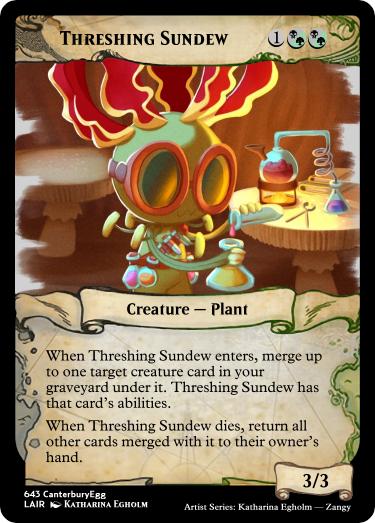 Threshing Sundew 1
Creature — Plant
When Threshing Sundew enters, merge up
to one target creature card in your
graveyard under it. Threshing Sundew has
that card's abilities.
When Threshing Sundew dies, return all
other cards merged with it to their owner's
hand.
3/3
643 CanterburyEgg
LAIR Katharina Egholm
Artist Series: Katharina Egholm — Zangy